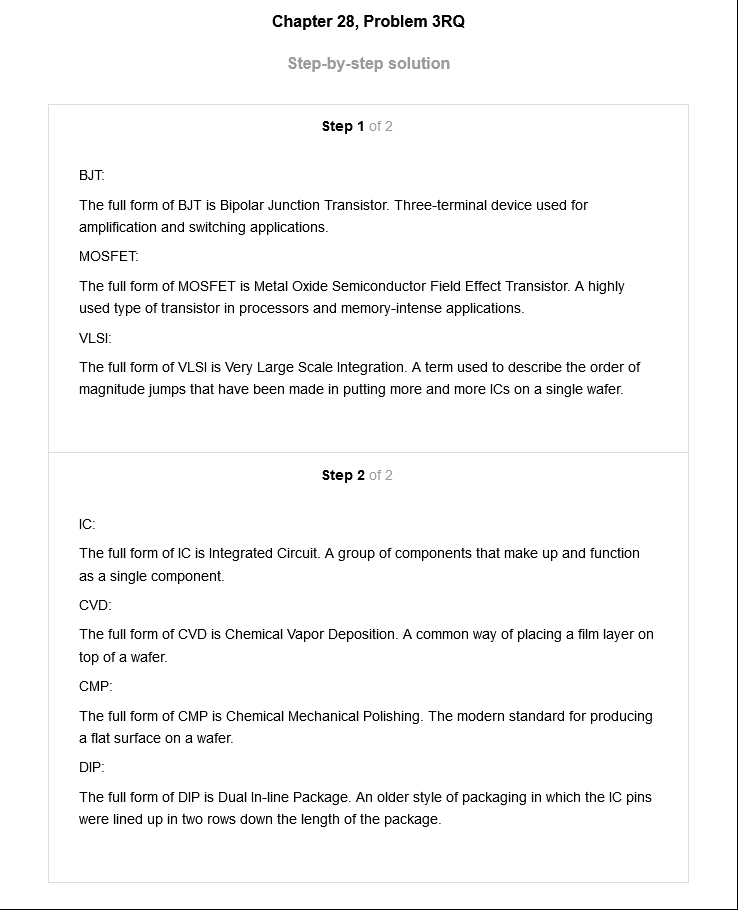 Chapter 28, Problem 3RQ
Step-by-step solution
Step 1 of 2
BJT:
The full form of BJT is Bipolar Junction Transistor. Three-terminal device used for
amplification and switching applications.
MOSFET:
The full form of MOSFET is Metal Oxide Semiconductor Field Effect Transistor. A highly
used type of transistor in processors and memory-intense applications.
VLSI:
The full form of VLSI is Very Large Scale Integration. A term used to describe the order of
magnitude jumps that have been made in putting more and more ICs on a single wafer.
Step 2 of 2
IC:
The full form of IC is Integrated Circuit. A group of components that make up and function
as a single component.
CVD:
The full form of CVD is Chemical Vapor Deposition. A common way of placing a film layer on
top of a wafer.
CMP:
The full form of CMP is Chemical Mechanical Polishing. The modern standard for producing
a flat surface on a wafer.
DIP:
The full form of DIP is Dual In-line Package. An older style of packaging in which the IC pins
were lined up in two rows down the length of the package.